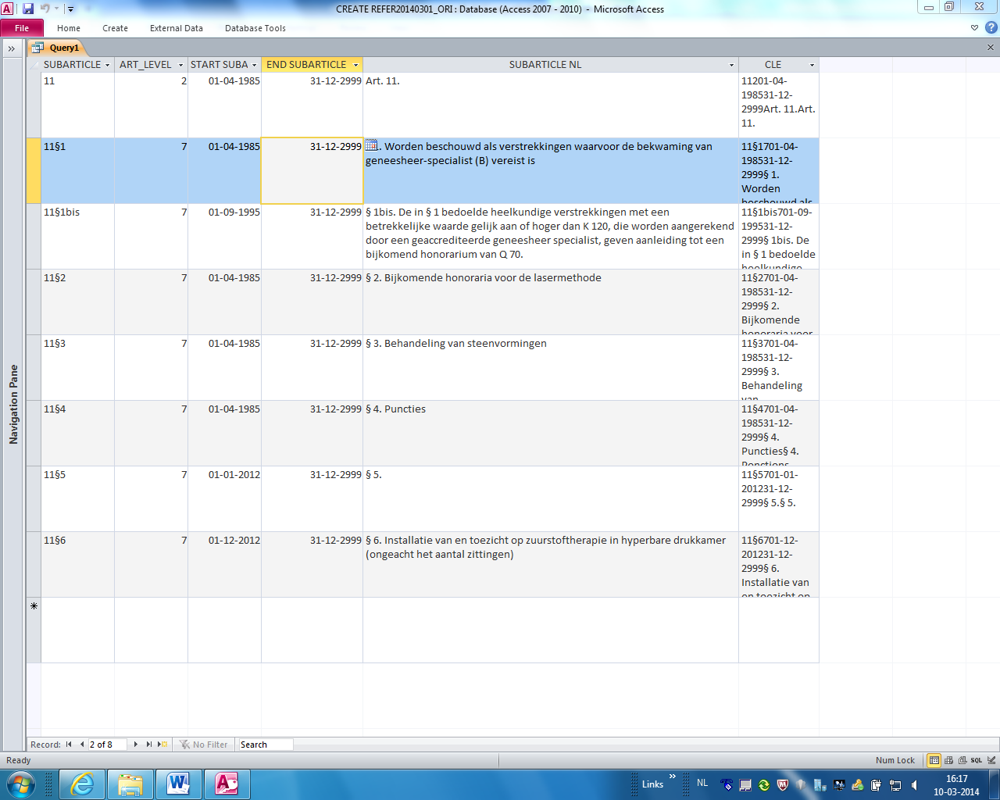 CREATE REFER20140301_ORI : Database (Access 2007 - 2010) - Microsoft Access
File Home Create External Data Database Tools
Query1
SUBARTICLE ART_LEVEL START SUBA END SUBARTICLE SUBARTICLE NL CLE
11 2 01-04-1985 31-12-2999 Art. 11. 11201-04-
198531-12-
2999Art. 11.Art.
11.
11§1 7 01-04-1985 31-12-2999 1. Worden beschouwd als verstrekkingen waarvoor de bekwaming van 11§1701-04-
geneesheer-specialist (B) vereist is 198531-12-
2999§ 1.
Worden
beschouwd als
11§1bis 7 01-09-1995 31-12-2999 § 1bis. De in § 1 bedoelde heelkundige verstrekkingen met een 11§1bis701-09-
betrekkelijke waarde gelijk aan of hoger dan K 120, die worden aangerekend 199531-12-
door een geaccrediteerde geneesheer specialist, geven aanleiding tot een 2999§ 1bis. De
bijkomend honorarium van Q 70. in § 1 bedoelde
heelkundige
11§2 7 01-04-1985 31-12-2999 § 2. Bijkomende honoraria voor de lasermethode 11§2701-04-
198531-12-
2999§ 2.
Bijkomende
honoraria voor
11§3 7 01-04-1985 31-12-2999 § 3. Behandeling van steenvormingen 11§3701-04-
198531-12-
2999§ 3.
Behandeling
van
11§4 7 01-04-1985 31-12-2999 § 4. Puncties 11§4701-04-
198531-12-
2999§ 4.
Puncties§ 4.
Ponctions
11§5 7 01-01-2012 31-12-2999 § 5. 11§5701-01-
201231-12-
2999§ 5.§ 5.
11§6 7 01-12-2012 31-12-2999 § 6. Installatie van en toezicht op zuurstoftherapie in hyperbare drukkamer 11§6701-12-
(ongeacht het aantal zittingen) 201231-12-
2999§ 6.
Installatie van
en toezicht op
Navigation Pane
Record: 2 of 8 No Filter Search
Ready Num Lock SQL
Links NL 16:17
10-03-2014